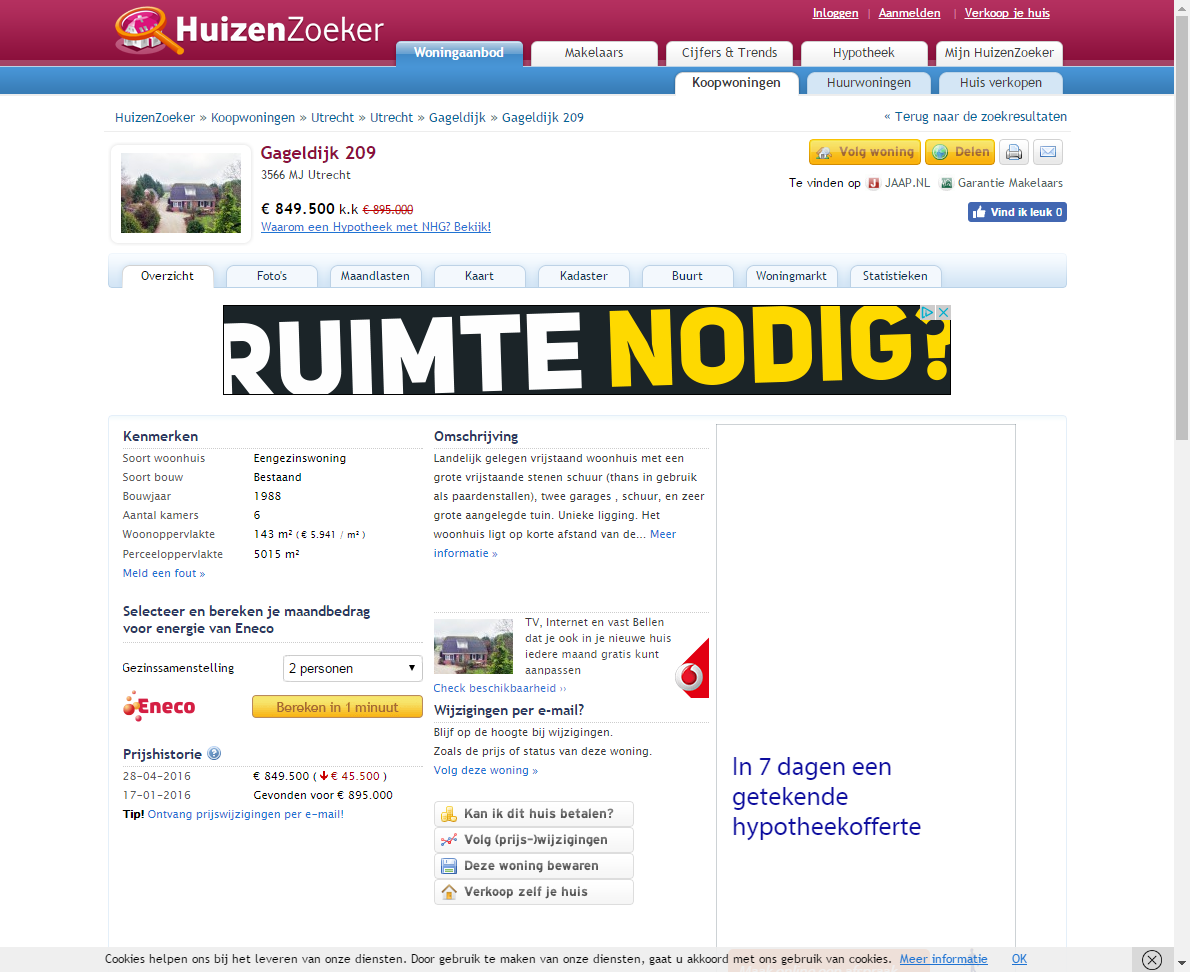 Inloggen | Aanmelden | Verkoop je huis
HuizenZoeker
Woningaanbod Makelaars Cijfers & Trends Hypotheek Mijn HuizenZoeker
Koopwoningen Huurwoningen Huis verkopen
HuizenZoeker » Koopwoningen » Utrecht » Utrecht » Gageldijk » Gageldijk 209
« Terug naar de zoekresultaten
Gageldijk 209
3566 MJ Utrecht
€ 849.500 k.k € 895.000
Waarom een Hypotheek met NHG? Bekijk!
Volg woning Delen
Te vinden op JAAP.NL Garantie Makelaars
Vind ik leuk 0
Overzicht Foto's Maandlasten Kaart Kadaster Buurt Woningmarkt Statistieken
RUIMTE NODIG?
Kenmerken
Soort woonhuis Eengezinswoning
Soort bouw Bestaand
Bouwjaar 1988
Aantal kamers 6
Woonoppervlakte 143 m² ( € 5.941 / m² )
Perceeloppervlakte 5015 m²
Meld een fout »
Selecteer en bereken je maandbedrag
voor energie van Eneco
Gezinssamenstelling 2 personen
Eneco Bereken in 1 minuut
Prijshistorie ?
28-04-2016 € 849.500 ( € 45.500 )
17-01-2016 Gevonden voor € 895.000
Tip! Ontvang prijswijzigingen per e-mail!
Omschrijving
Landelijk gelegen vrijstaand woonhuis met een
grote vrijstaande stenen schuur (thans in gebruik
als paardenstallen), twee garages , schuur, en zeer
grote aangelegde tuin. Unieke ligging. Het
woonhuis ligt op korte afstand van de... Meer
informatie »
TV, Internet en vast Bellen
dat je ook in je nieuwe huis
iedere maand gratis kunt
aanpassen
Check beschikbaarheid ››
Wijzigingen per e-mail?
Blijf op de hoogte bij wijzigingen.
Zoals de prijs of status van deze woning.
Volg deze woning »
Kan ik dit huis betalen?
Volg (prijs-)wijzigingen
Deze woning bewaren
Verkoop zelf je huis
In 7 dagen een
getekende
hypotheekofferte
Cookies helpen ons bij het leveren van onze diensten. Door gebruik te maken van onze diensten, gaat u akkoord met ons gebruik van cookies. Meer informatie OK